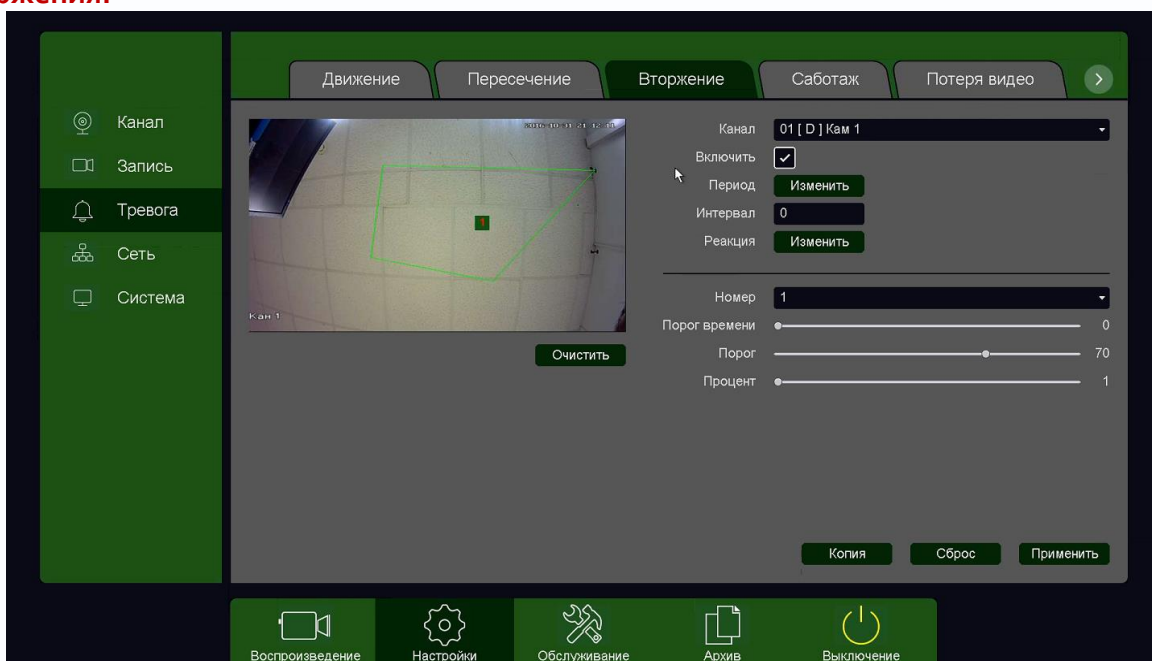 Движение
Пересечение
Вторжение
Саботаж
Потеря видео
Канал
Запись
Тревога
Сеть
Система
Кан 1
1
Очистить
Канал 01 [ D ] Кам 1
Включить
Период Изменить
Интервал 0
Реакция Изменить
Номер 1
Порог времени 0
Порог 70
Процент 1
Копия
Сброс
Применить
Воспроизведение
Настройки
Обслуживание
Архив
Выключение